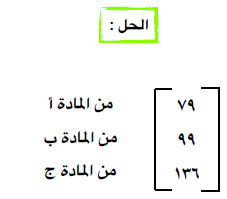 الحل :
٧٩ من المادة أ
٩٩ من المادة ب
١٣٦ من المادة ج